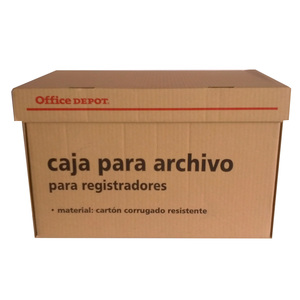 Office DEPOT.
caja para archivo
para registradores
• material: cartón corrugado resistente